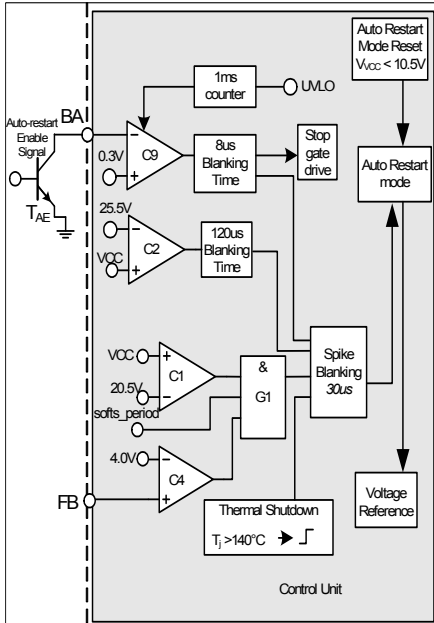 Auto Restart
Mode Reset
VVCC < 10.5V
1ms
counter
UVLO
BA
Auto-restart
Enable
Signal
TAE
0.3V
−
+
C9
8us
Blanking
Time
Stop
gate
drive
Auto Restart
mode
25.5V
VCC
−
+
C2
120us
Blanking
Time
VCC
20.5V
+
−
C1
softs_period
&
G1
Spike
Blanking
30us
4.0V
−
+
C4
FB
Thermal Shutdown
Tj >140°C
Voltage
Reference
Control Unit